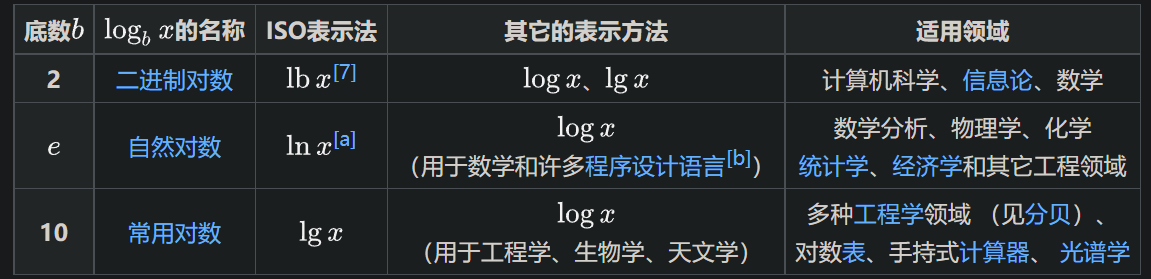 底数b log_b x的名称 ISO表示法 其它的表示方法 适用领域
2 二进制对数 lb x[7] log x、lg x 计算机科学、信息论、数学
e 自然对数 ln x[a] log x
（用于数学和许多程序设计语言[b]） 数学分析、物理学、化学
统计学、经济学和其它工程领域
10 常用对数 lg x log x
（用于工程学、生物学、天文学） 多种工程学领域 （见分贝）、
对数表、手持式计算器、 光谱学